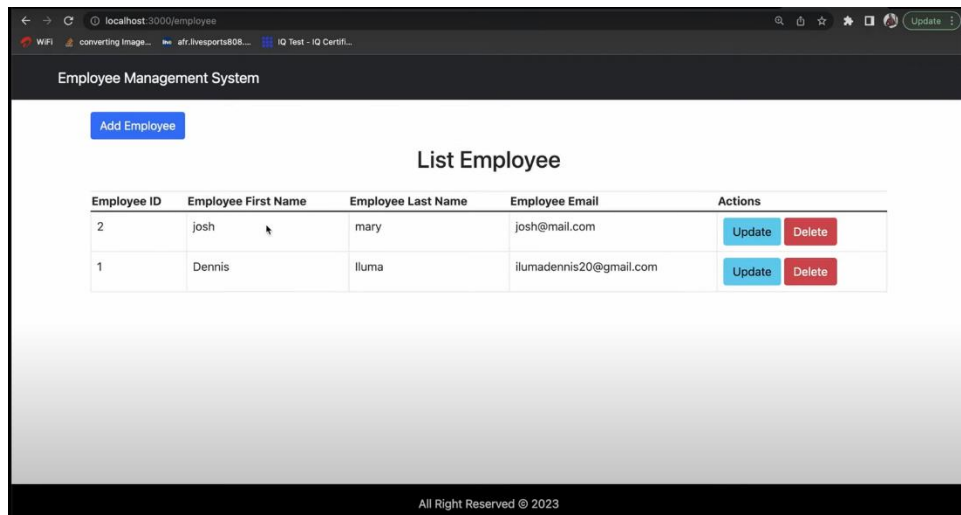 localhost:3000/employee
Update
WiFi converting Image... afr.livesports808.... IQ Test - IQ Certifi...
Employee Management System
Add Employee
List Employee
Employee ID Employee First Name Employee Last Name Employee Email Actions
2 josh mary josh@mail.com Update Delete
1 Dennis Iluma ilumadennis20@gmail.com Update Delete
All Right Reserved © 2023